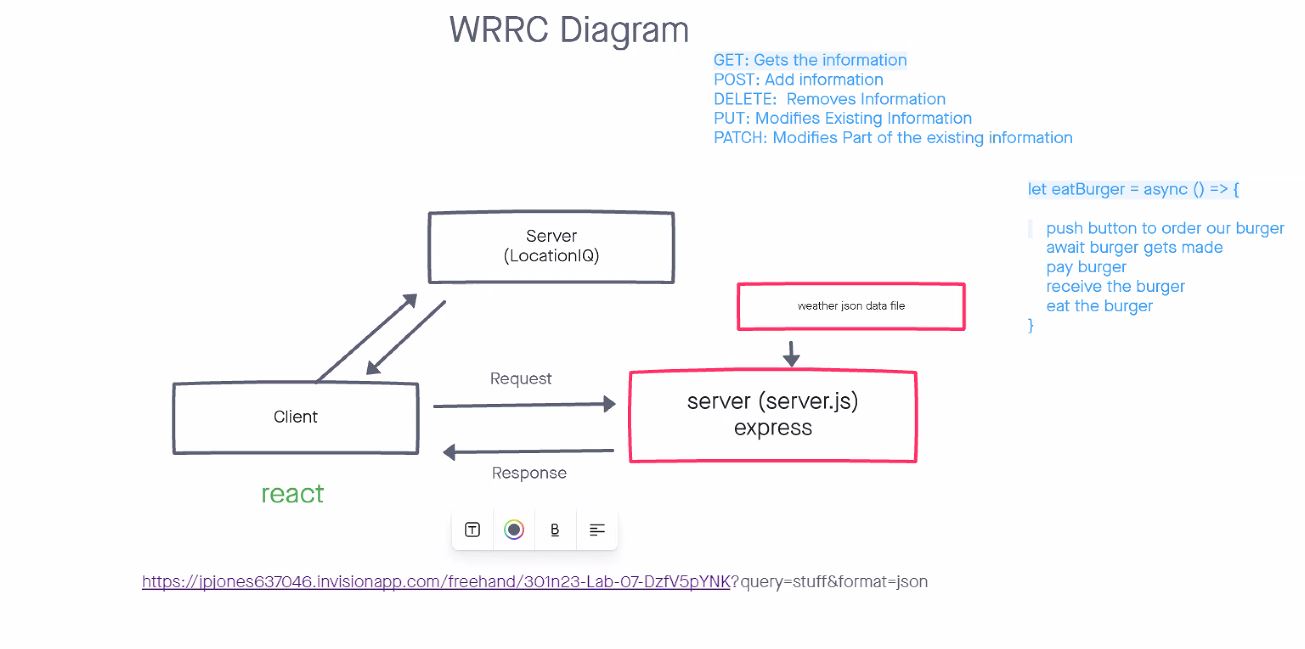 WRRC Diagram
GET: Gets the information
POST: Add information
DELETE:  Removes Information
PUT: Modifies Existing Information
PATCH: Modifies Part of the existing information
let eatBurger = async () => {
push button to order our burger
await burger gets made
pay burger
receive the burger
eat the burger
}
Server
(LocationIQ)
weather json data file
Request
Client
server (server.js)
express
Response
react
T
B
https://jpjones637046.invisionapp.com/freehand/301n23-Lab-07-DzfV5pYNK?query=stuff&format=json